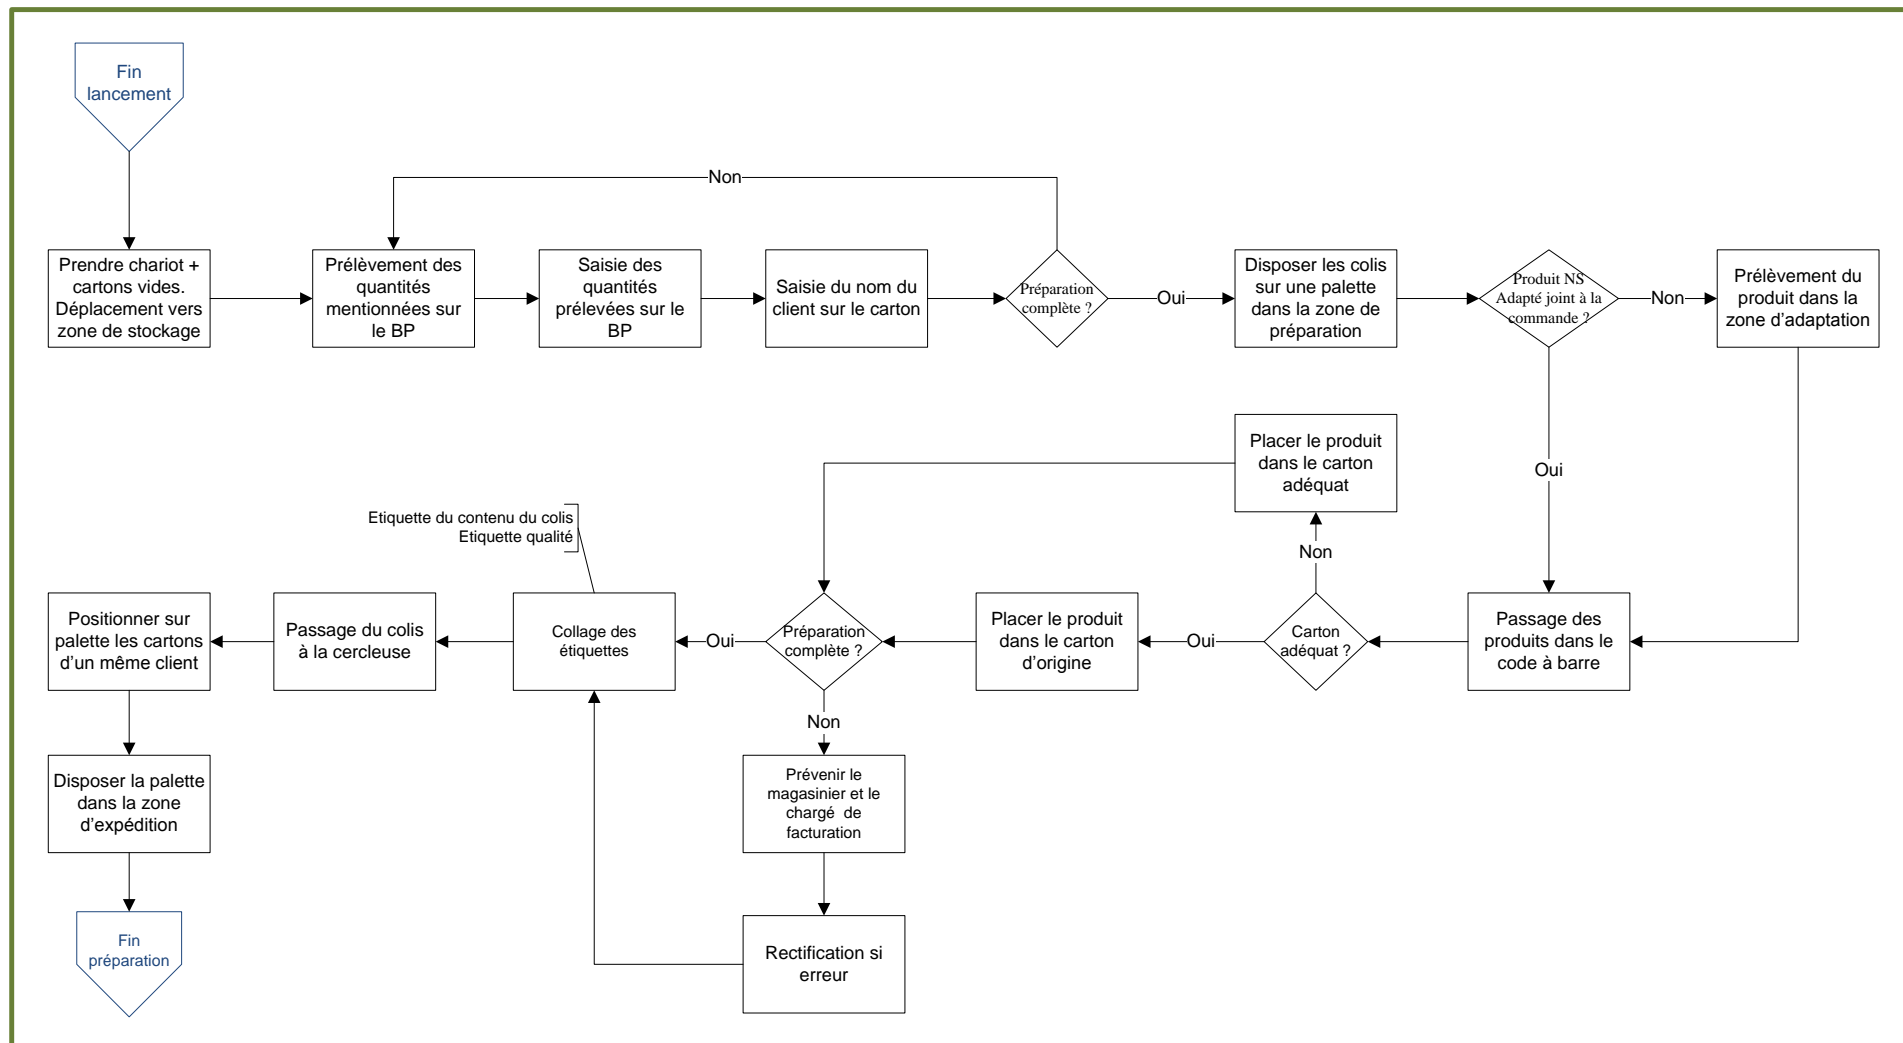 Fin
lancement
Non
Prendre chariot +
cartons vides.
Déplacement vers
zone de stockage
Prélèvement des
quantités
mentionnées sur
le BP
Saisie des
quantités
prélevées sur le
BP
Saisie du nom du
client sur le carton
Préparation
complète ?
Oui
Disposer les colis
sur une palette
dans la zone de
préparation
Produit NS
Adapté joint à la
commande ?
Non
Prélèvement du
produit dans la
zone d’adaptation
Oui
Placer le produit
dans le carton
adéquat
Non
Etiquette du contenu du colis
Etiquette qualité
Positionner sur
palette les cartons
d’un même client
Passage du colis
à la cercleuse
Collage des
étiquettes
Oui
Préparation
complète ?
Placer le produit
dans le carton
d’origine
Oui
Carton
adéquat ?
Passage des
produits dans le
code à barre
Non
Disposer la palette
dans la zone
d’expédition
Prévenir le
magasinier et le
chargé  de
facturation
Fin
préparation
Rectification si
erreur